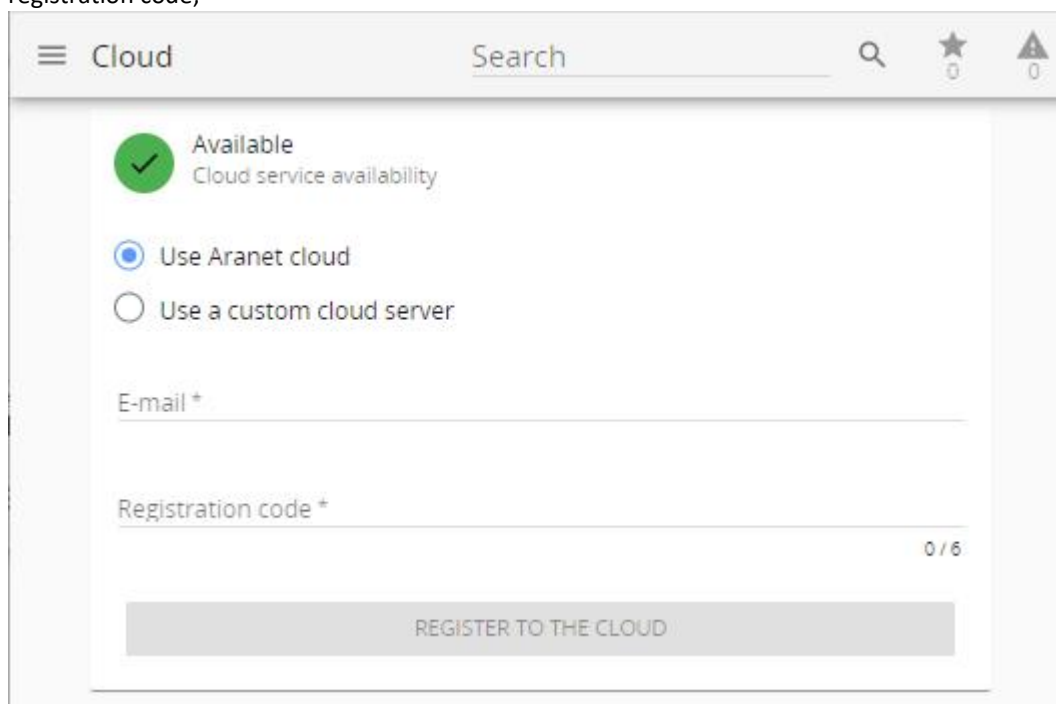 registration code;
Cloud
Search
0
0
Available
Cloud service availability
Use Aranet cloud
Use a custom cloud server
E-mail *
Registration code *
0 / 6
REGISTER TO THE CLOUD